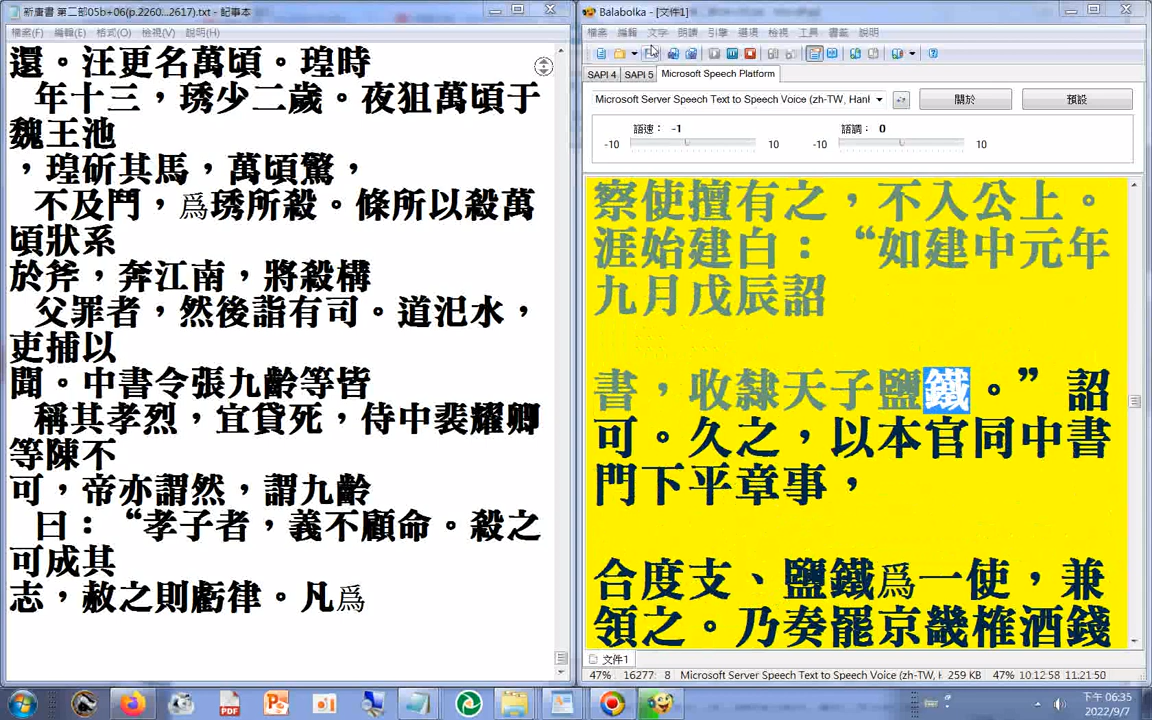 新唐書 第二部05b+06(p.2260...2617).txt - 記事本
檔案(F) 編輯(E) 格式(O) 檢視(V) 說明(H)
還。汪更名萬頃。瑝時
年十三，琇少二歲。夜狙萬頃于
魏王池
，瑝斫其馬，萬頃驚，
不及鬥，爲琇所殺。條所以殺萬
頃狀系
於斧，奔江南，將殺構
父罪者，然後詣有司。道汜水，
吏捕以
聞。中書令張九齡等皆
稱其孝烈，宜貸死，侍中裴耀卿
等陳不
可，帝亦謂然，謂九齡
曰：“孝子者，義不顧命。殺之
可成其
志，赦之則虧律。凡爲
Balabolka - [文件1]
檔案 編輯 文字 朗讀 引擎 選項 檢視 工具 書籤 說明
SAPI 4 SAPI 5 Microsoft Speech Platform
Microsoft Server Speech Text to Speech Voice (zh-TW, Hanl
關於 預設
語速： -1 語調： 0
-10 10 -10 10
察使擅有之，不入公上。
涯始建白：“如建中元年
九月戊辰詔
書，收隸天子鹽鐵。”詔
可。久之，以本官同中書
門下平章事，
合度支、鹽鐵爲一使，兼
領之。乃奏罷京畿榷酒錢
文件1
47% 16277: 8 Microsoft Server Speech Text to Speech Voice (zh-TW, Hanl 259 KB 47% 10:12:58 11:21:50
下午 06:35
2022/9/7